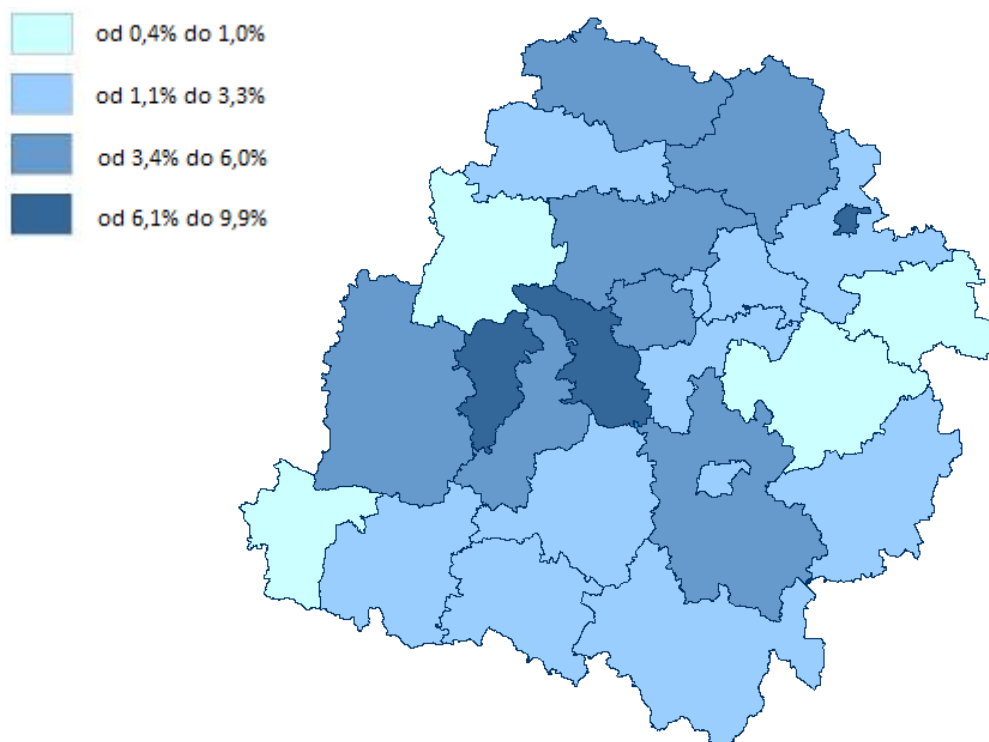 od 0,4% do 1,0%
od 1,1% do 3,3%
od 3,4% do 6,0%
od 6,1% do 9,9%